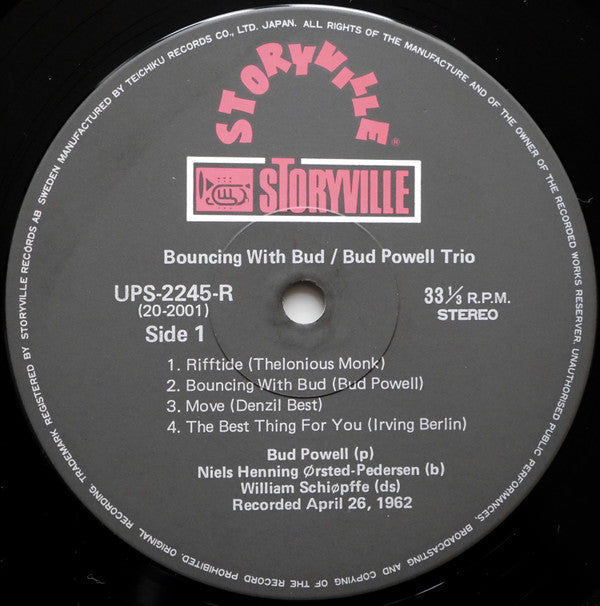 STORYVILLE®
STORYVILLE
Bouncing With Bud / Bud Powell Trio
UPS-2245-R
(20-2001)
Side 1
33 1/3 R.P.M.
STEREO
1. Rifftide (Thelonious Monk)
2. Bouncing With Bud (Bud Powell)
3. Move (Denzil Best)
4. The Best Thing For You (Irving Berlin)
Bud Powell (p)
Niels Henning Ørsted-Pedersen (b)
William Schiøpffe (ds)
Recorded April 26, 1962
TRADEMARK REGISTERED BY STORYVILLE RECORDS AB SWEDEN MANUFACTURED BY TEICHIKU RECORDS CO., LTD. JAPAN. ALL RIGHTS OF THE MANUFACTURE AND OF THE OWNER OF THE RECORDED WORKS RESERVED. UNAUTHORISED PUBLIC PERFORMANCES, BROADCASTING AND COPYING OF THE RECORD PROHIBITED. ORIGINAL RECORDING.